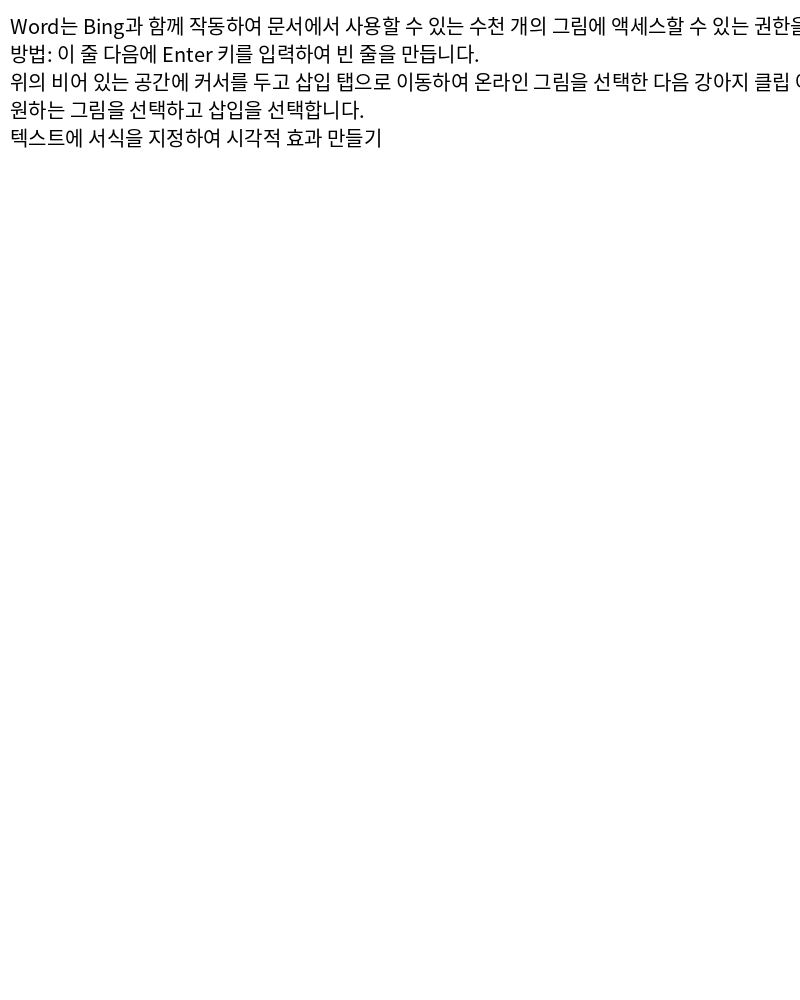 Word는 Bing과 함께 작동하여 문서에서 사용할 수 있는 수천 개의 그림에 액세스할 수 있는 권한을
방법: 이 줄 다음에 Enter 키를 입력하여 빈 줄을 만듭니다.
위의 비어 있는 공간에 커서를 두고 삽입 탭으로 이동하여 온라인 그림을 선택한 다음 강아지 클립
원하는 그림을 선택하고 삽입을 선택합니다.
텍스트에 서식을 지정하여 시각적 효과 만들기